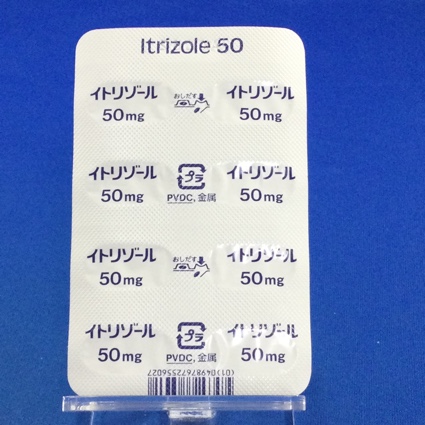 Itrizole 50
イトリゾール おしだす イトリゾール
50mg 50mg
イトリゾール プラ イトリゾール
50mg PVDC, 金属 50mg
イトリゾール おしだす イトリゾール
50mg 50mg
イトリゾール プラ イトリゾール
50mg PVDC, 金属 50mg
(01)04987672556027